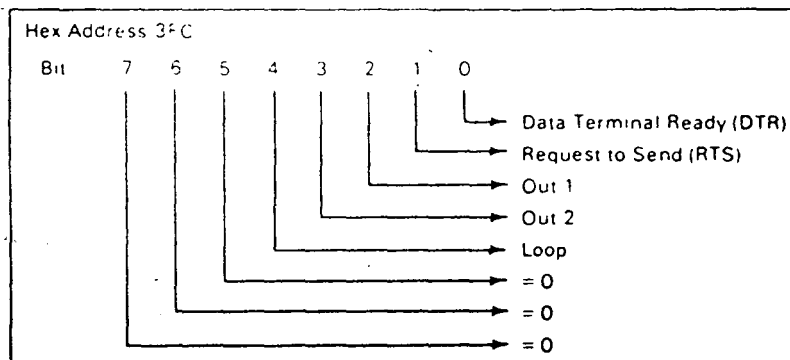 Hex Address 3FC
Bit 7 6 5 4 3 2 1 0
Data Terminal Ready (DTR)
Request to Send (RTS)
Out 1
Out 2
Loop
= 0
= 0
= 0